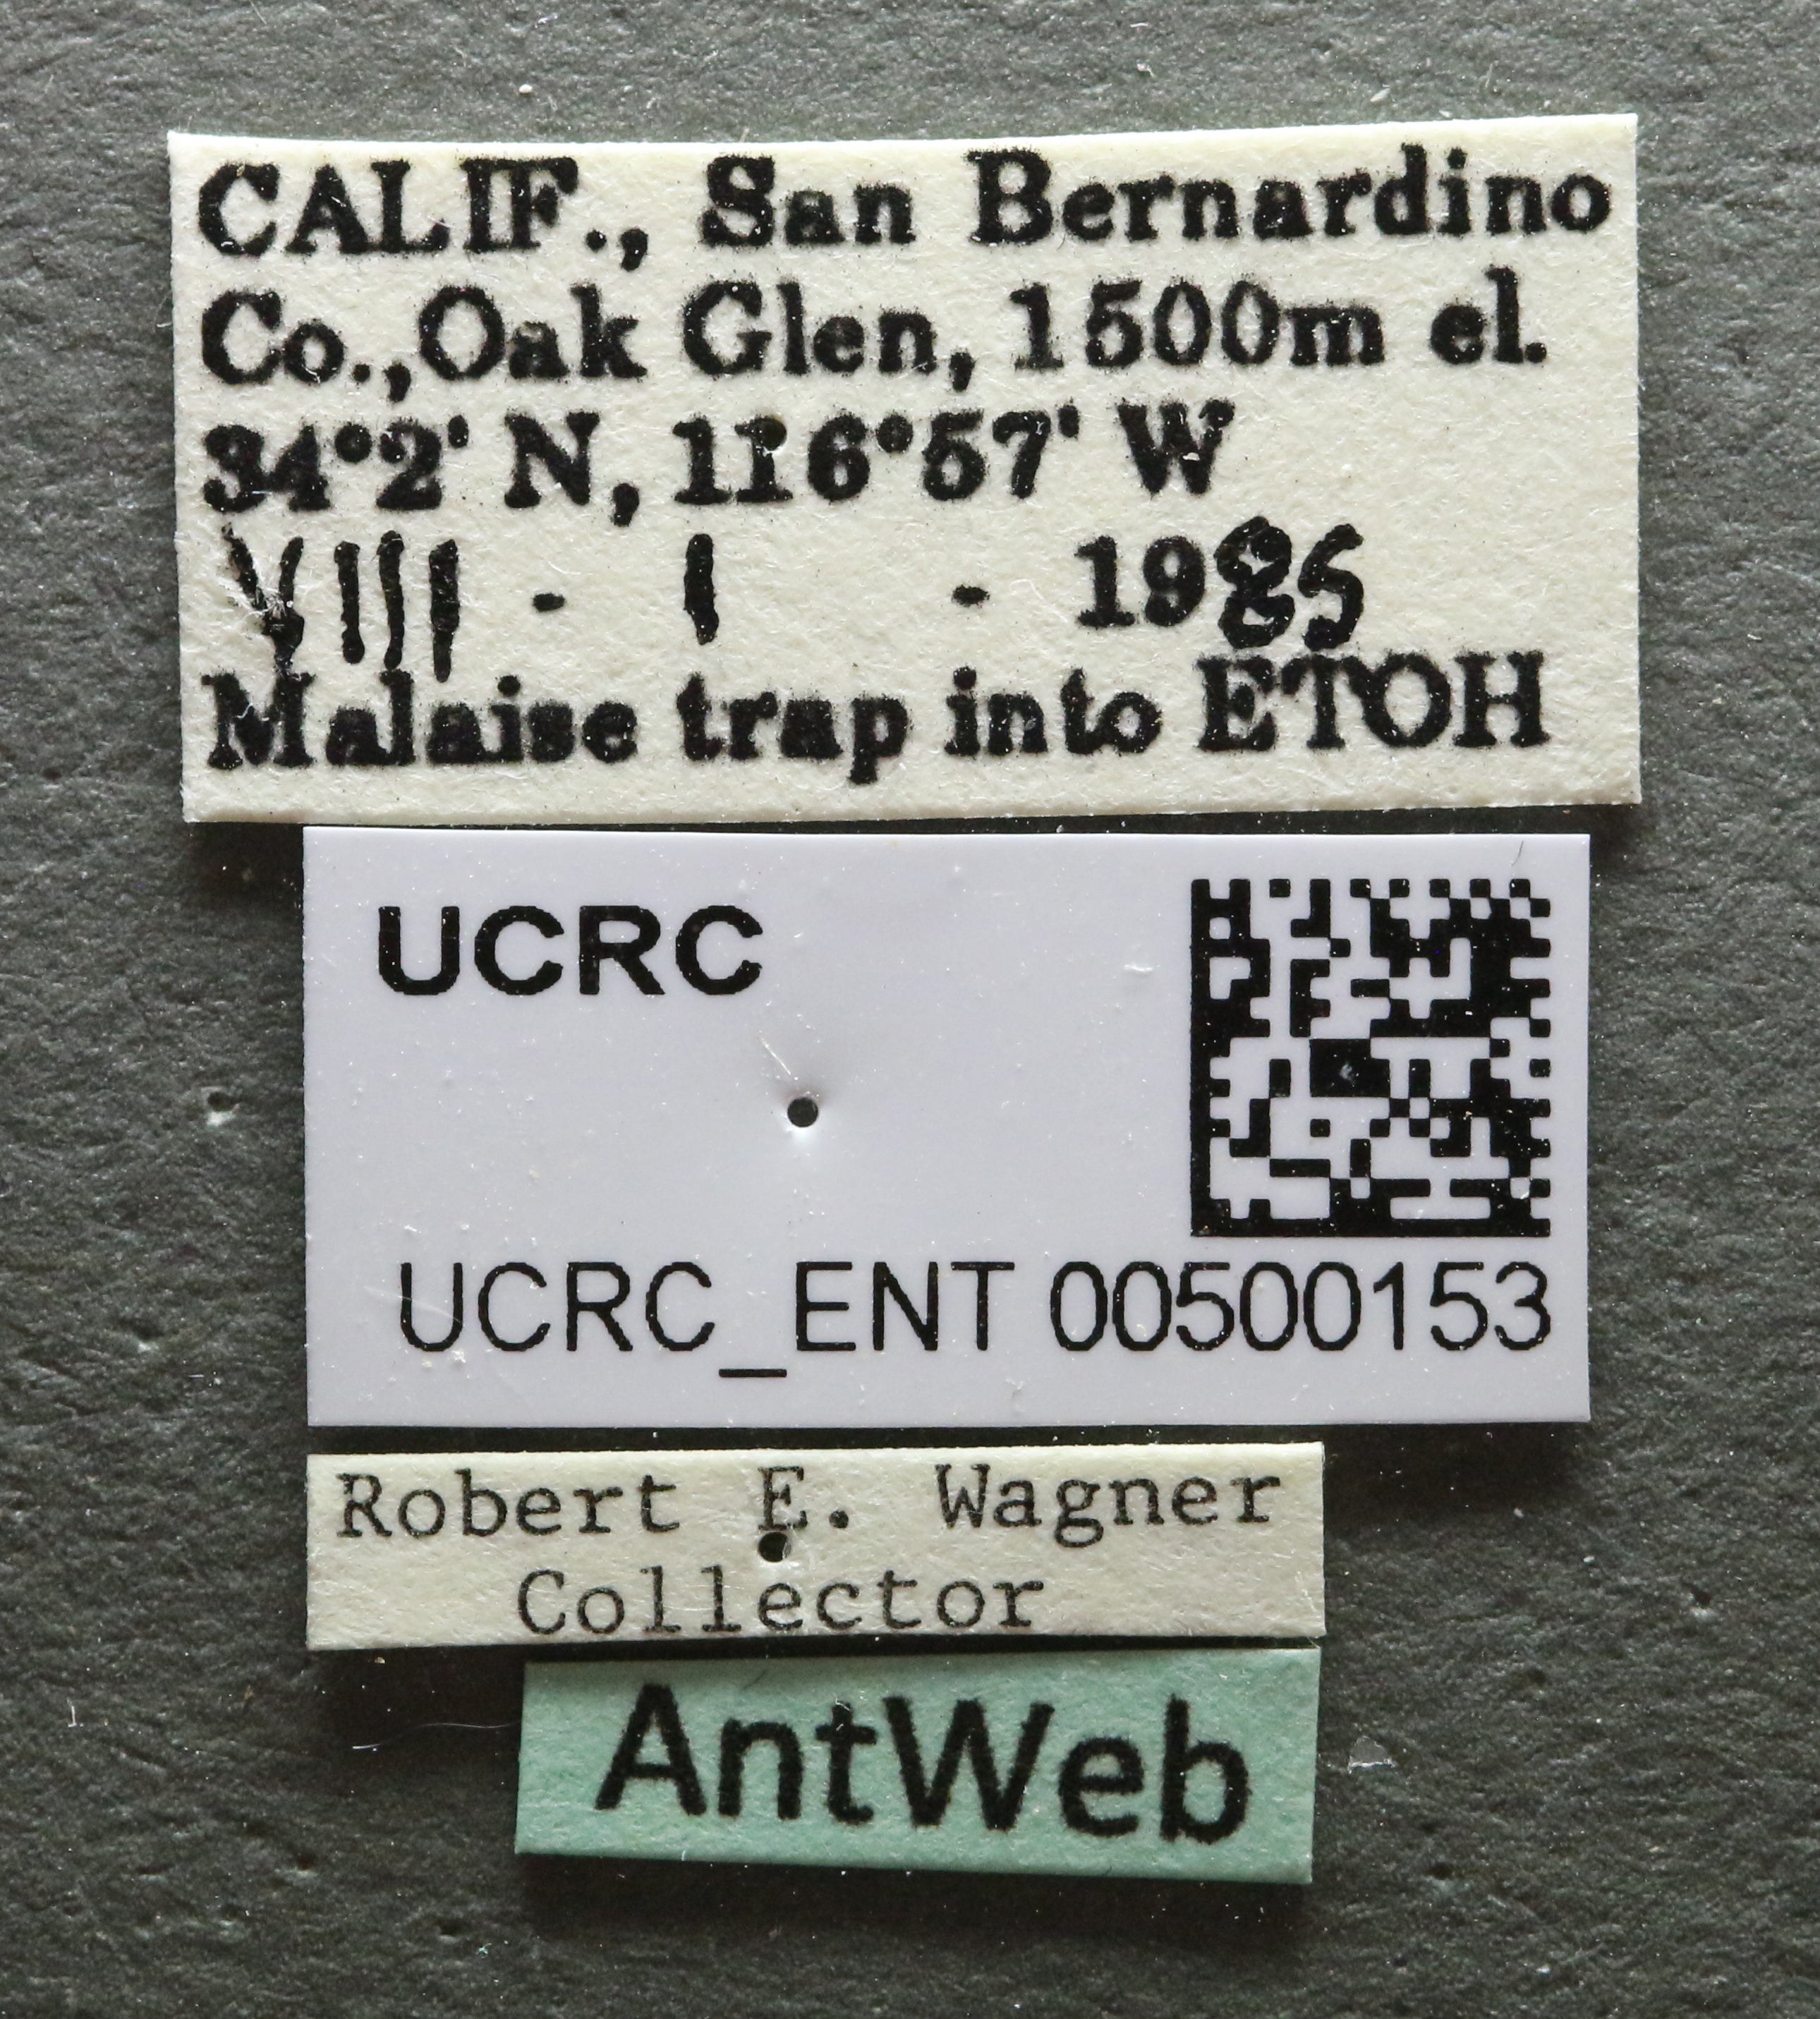 CALIF., San Bernardino
Co.,Oak Glen, 1500m el.
34°2' N, 116°57' W
VIII - 1 - 1985
Malaise trap into ETOH
UCRC
UCRC_ENT 00500153
Robert E. Wagner
Collector
AntWeb